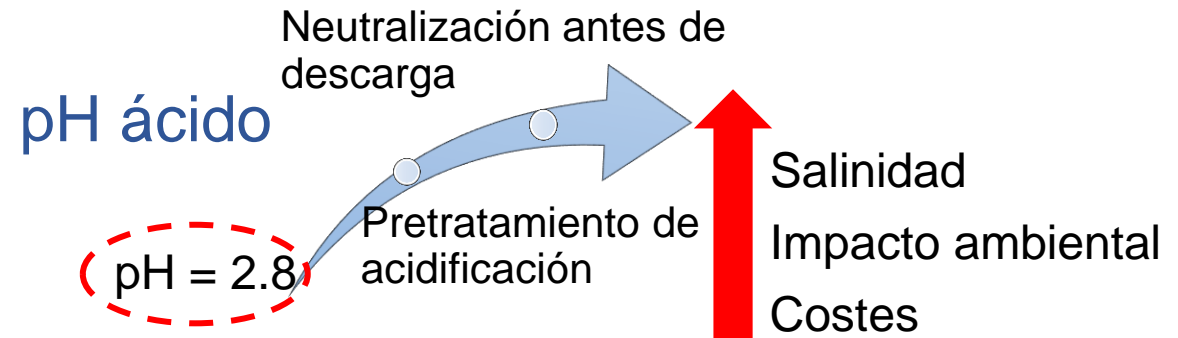 Neutralización antes de
descarga
pH ácido
Pretratamiento de
acidificación
pH = 2.8
Salinidad
Impacto ambiental
Costes